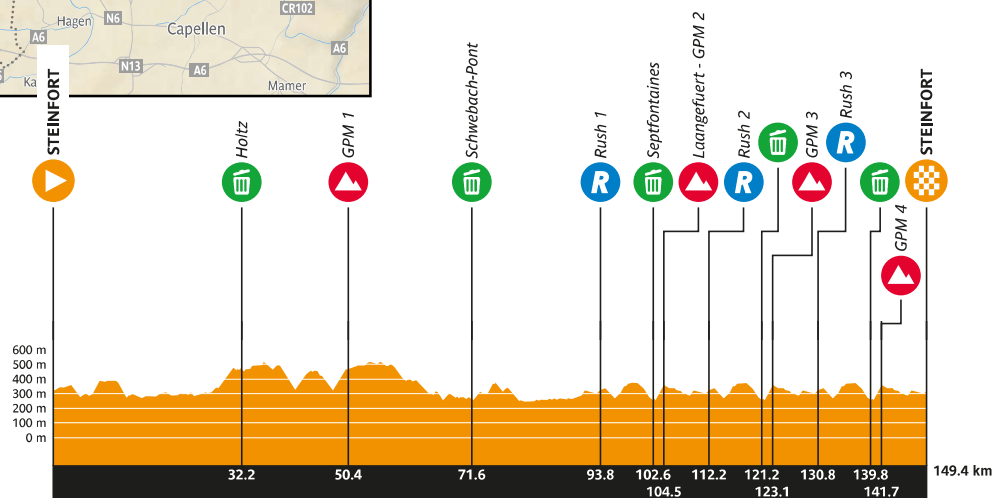 Hagen
N6
CR102
Capellen
A6
A6
N13
A6
Mamer
STEINFORT
Holtz
GPM 1
Schwebach-Pont
Rush 1
Septfontaines
Laangefuert - GPM 2
Rush 2
GPM 3
Rush 3
STEINFORT
GPM 4
R
R
R
600 m
500 m
400 m
300 m
200 m
100 m
0 m
32.2
50.4
71.6
93.8
102.6
112.2
121.2
130.8
139.8
149.4 km
104.5
123.1
141.7